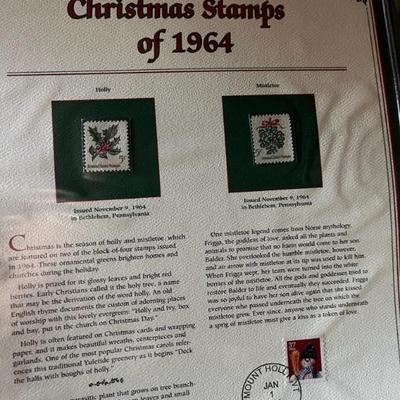 Christmas Stamps
of 1964
Holly
Issued November 9, 1964
in Bethlehem, Pennsylvania
Mistletoe
Issued November 9, 1964
in Bethlehem, Pennsylvania
Christmas is the season of holly and mistletoe, which
are featured on two of the block-of-four stamps issued
in 1964. These ornamental greens brighten homes and
churches during the holiday.
Holly is prized for its glossy leaves and bright red
berries. Early Christians called it the holy tree, a name
that may be the derivation of the word holly. An old
English rhyme documents the custom of adorning places
of worship with this lovely evergreen: "Holly and ivy, box
and bay, put in the church on Christmas Day."
Holly is often featured on Christmas cards and wrapping
paper, and it makes beautiful wreaths, centerpieces and
garlands. One of the most popular Christmas carols refer-
ences this traditional Yuletide greenery as it begins "Deck
the halls with boughs of holly."
parasitic plant that grows on tree branch-
One mistletoe legend comes from Norse mythology.
Frigga, the goddess of love, asked all the plants and
animals to promise that no harm would come to her son
Balder. She overlooked the humble mistletoe, however,
and an arrow with mistletoe at its tip was used to kill him.
When Frigga wept, her tears were turned into the white
berries of the mistletoe. All the gods and goddesses tried to
restore Balder to life and eventually they succeeded. Frigga
was so joyful to have her son alive again that she kissed
everyone who passed underneath the tree on which the
mistletoe grew. Ever since, anyone who stands underneath
a sprig of mistletoe must give a kiss as a token of love.
MOUNT HOLLY VT
JAN
1
37